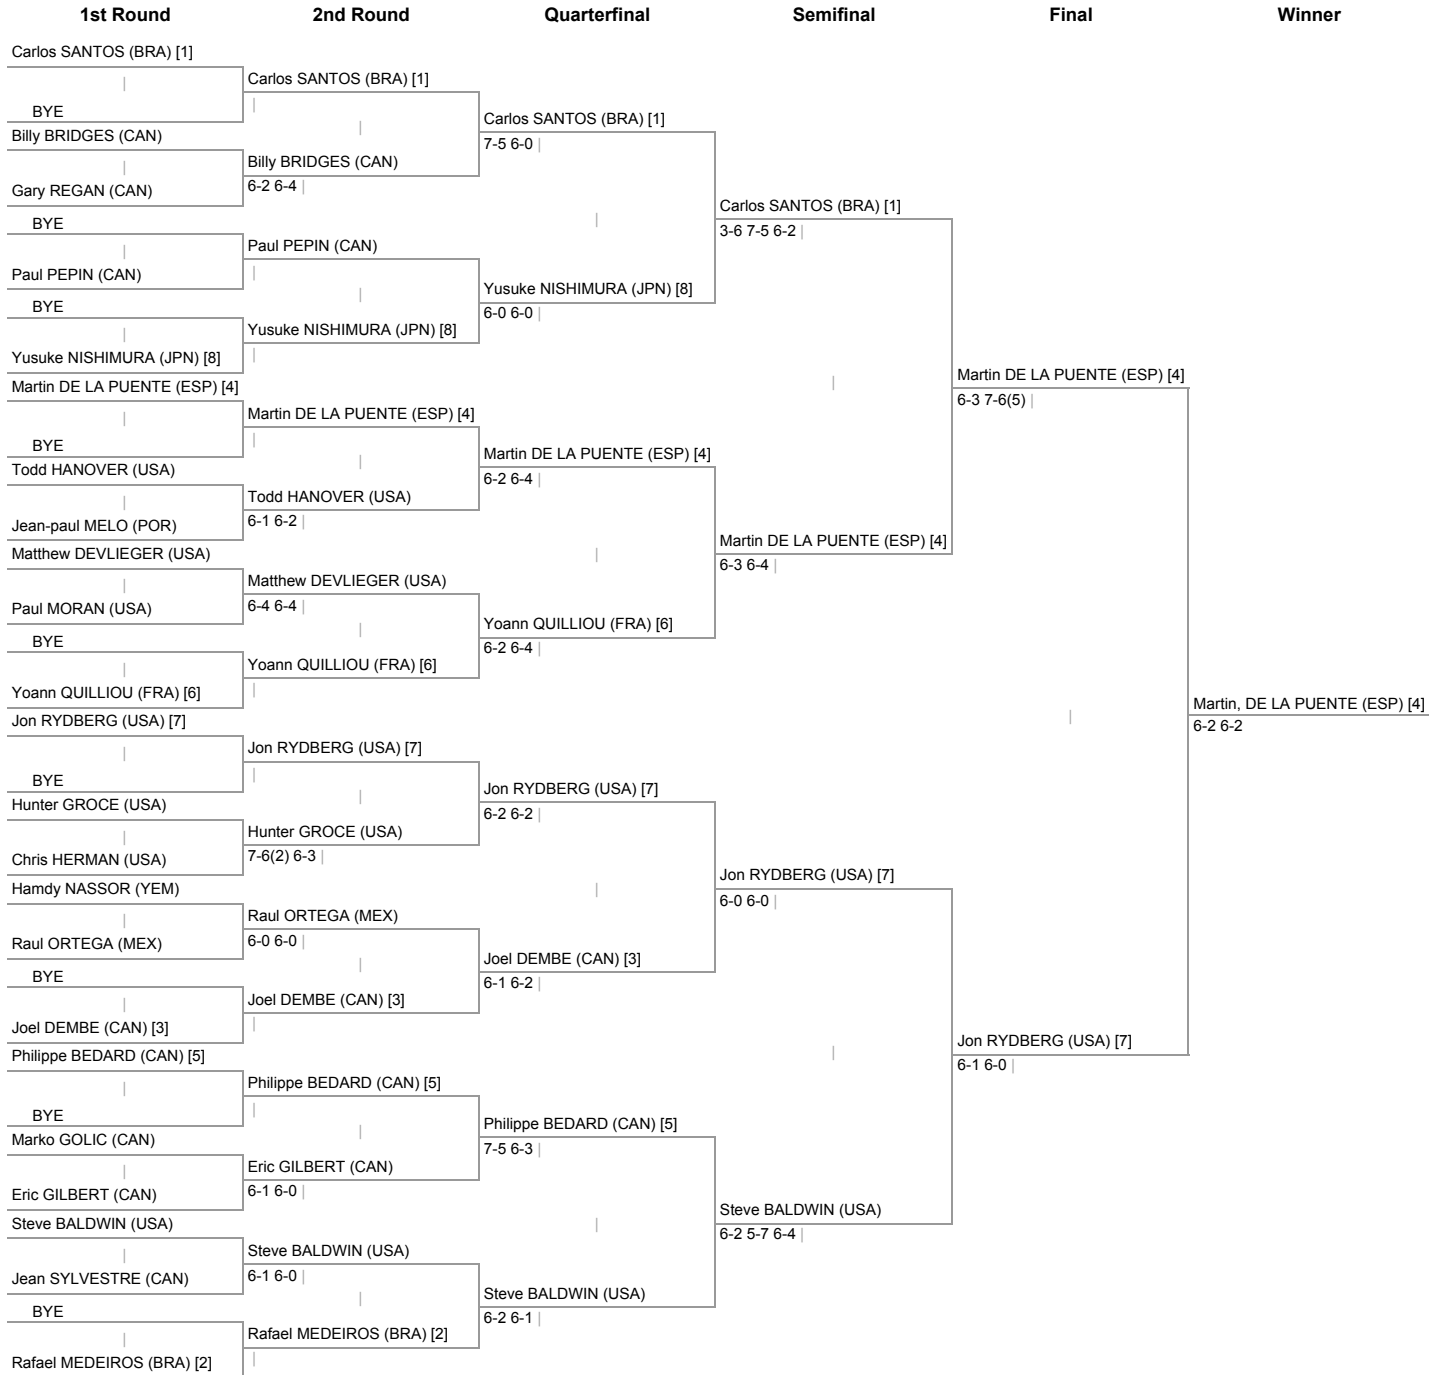 1st Round 2nd Round Quarterfinal Semifinal Final Winner
Carlos SANTOS (BRA) [1]
BYE
Billy BRIDGES (CAN)
Gary REGAN (CAN)
BYE
Paul PEPIN (CAN)
BYE
Yusuke NISHIMURA (JPN) [8]
Martin DE LA PUENTE (ESP) [4]
BYE
Todd HANOVER (USA)
Jean-paul MELO (POR)
Matthew DEVLIEGER (USA)
Paul MORAN (USA)
BYE
Yoann QUILLIOU (FRA) [6]
Jon RYDBERG (USA) [7]
BYE
Hunter GROCE (USA)
Chris HERMAN (USA)
Hamdy NASSOR (YEM)
Raul ORTEGA (MEX)
BYE
Joel DEMBE (CAN) [3]
Philippe BEDARD (CAN) [5]
BYE
Marko GOLIC (CAN)
Eric GILBERT (CAN)
Steve BALDWIN (USA)
Jean SYLVESTRE (CAN)
BYE
Rafael MEDEIROS (BRA) [2]
Carlos SANTOS (BRA) [1]
Billy BRIDGES (CAN)
6-2 6-4
Paul PEPIN (CAN)
Yusuke NISHIMURA (JPN) [8]
Martin DE LA PUENTE (ESP) [4]
Todd HANOVER (USA)
6-1 6-2
Matthew DEVLIEGER (USA)
6-4 6-4
Yoann QUILLIOU (FRA) [6]
Jon RYDBERG (USA) [7]
Hunter GROCE (USA)
7-6(2) 6-3
Raul ORTEGA (MEX)
6-0 6-0
Joel DEMBE (CAN) [3]
Philippe BEDARD (CAN) [5]
Eric GILBERT (CAN)
6-1 6-0
Steve BALDWIN (USA)
6-1 6-0
Rafael MEDEIROS (BRA) [2]
Carlos SANTOS (BRA) [1]
7-5 6-0
Yusuke NISHIMURA (JPN) [8]
6-0 6-0
Martin DE LA PUENTE (ESP) [4]
6-2 6-4
Yoann QUILLIOU (FRA) [6]
6-2 6-4
Jon RYDBERG (USA) [7]
6-2 6-2
Joel DEMBE (CAN) [3]
6-1 6-2
Philippe BEDARD (CAN) [5]
7-5 6-3
Steve BALDWIN (USA)
6-2 6-1
Carlos SANTOS (BRA) [1]
3-6 7-5 6-2
Martin DE LA PUENTE (ESP) [4]
6-3 6-4
Jon RYDBERG (USA) [7]
6-0 6-0
Steve BALDWIN (USA)
6-2 5-7 6-4
Martin DE LA PUENTE (ESP) [4]
6-3 7-6(5)
Jon RYDBERG (USA) [7]
6-1 6-0
Martin, DE LA PUENTE (ESP) [4]
6-2 6-2